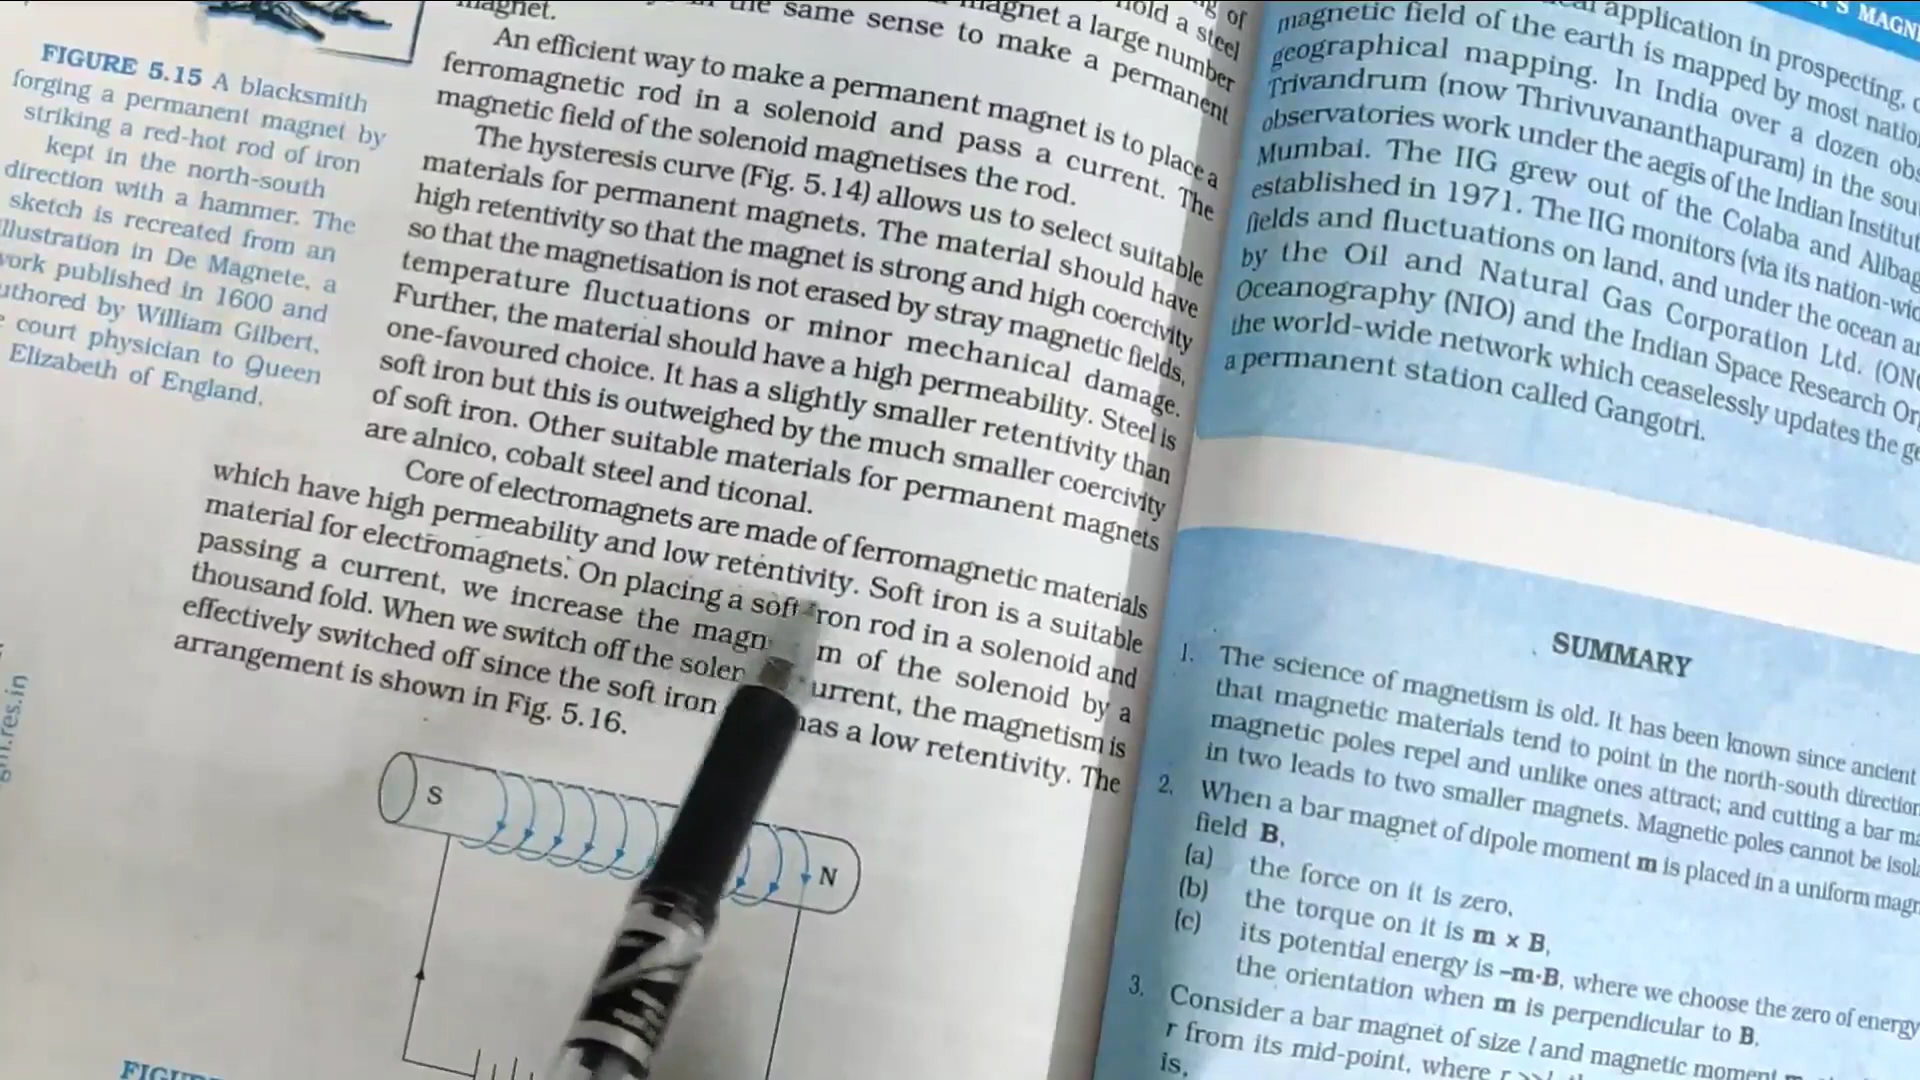 FIGURE 5.15 A blacksmith
forging a permanent magnet by
striking a red-hot rod of iron
kept in the north-south
direction with a hammer. The
sketch is recreated from an
illustration in De Magnete, a
work published in 1600 and
authored by William Gilbert,
court physician to Queen
Elizabeth of England.
hold a steel
magnet a large number
magnet. in the same sense to make a permanent
An efficient way to make a permanent magnet is to place a
ferromagnetic rod in a solenoid and pass a current. The
magnetic field of the solenoid magnetises the rod.
The hysteresis curve (Fig. 5.14) allows us to select suitable
materials for permanent magnets. The material should have
high retentivity so that the magnet is strong and high coercivity
so that the magnetisation is not erased by stray magnetic fields,
temperature fluctuations or minor mechanical damage.
Further, the material should have a high permeability. Steel is
one-favoured choice. It has a slightly smaller retentivity than
soft iron but this is outweighed by the much smaller coercivity
of soft iron. Other suitable materials for permanent magnets
are alnico, cobalt steel and ticonal.
Core of electromagnets are made of ferromagnetic materials
which have high permeability and low retentivity. Soft iron is a suitable
material for electromagnets. On placing a soft iron rod in a solenoid and
passing a current, we increase the magn m of the solenoid by a
thousand fold. When we switch off the solen urrent, the magnetism is
effectively switched off since the soft iron has a low retentivity. The
arrangement is shown in Fig. 5.16.
S
N
application in prospecting,
magnetic field of the earth is mapped by most natio
geographical mapping. In India over a dozen obs
Trivandrum (now Thrivuvananthapuram) in the sou
observatories work under the aegis of the Indian Institut
Mumbai. The IIG grew out of the Colaba and Alibag
established in 1971. The IIG monitors (via its nation-wid
fields and fluctuations on land, and under the ocean a
by the Oil and Natural Gas Corporation Ltd. (ONG
Oceanography (NIO) and the Indian Space Research Or
the world-wide network which ceaselessly updates the ge
a permanent station called Gangotri.
SUMMARY
1. The science of magnetism is old. It has been known since ancient
that magnetic materials tend to point in the north-south direction
magnetic poles repel and unlike ones attract; and cutting a bar ma
in two leads to two smaller magnets. Magnetic poles cannot be isola
2. When a bar magnet of dipole moment m is placed in a uniform magn
field B,
(a) the force on it is zero,
(b) the torque on it is m × B,
(c) its potential energy is –m·B, where we choose the zero of energy
the orientation when m is perpendicular to B.
3. Consider a bar magnet of size l and magnetic moment
r from its mid-point, where
is,